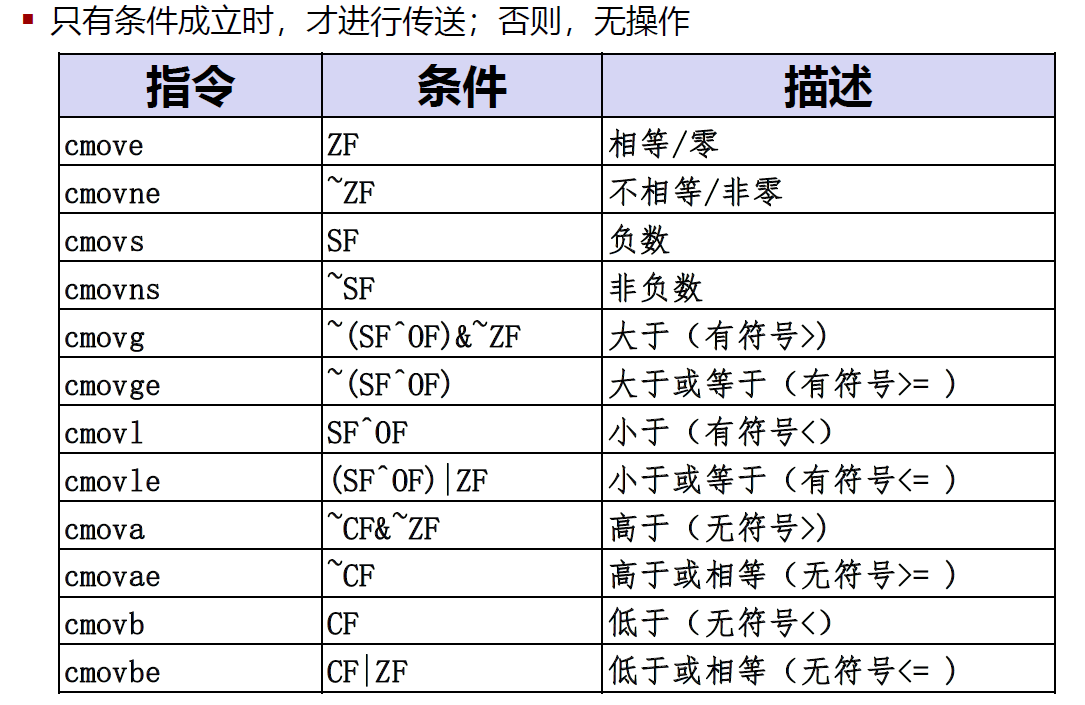 ▪ 只有条件成立时，才进行传送；否则，无操作
指令 条件 描述
cmove ZF 相等/零
cmovne ~ZF 不相等/非零
cmovs SF 负数
cmovns ~SF 非负数
cmovg ~(SF^OF)&~ZF 大于（有符号>)
cmovge ~(SF^OF) 大于或等于（有符号>= )
cmovl SF^OF 小于（有符号<)
cmovle (SF^OF)|ZF 小于或等于（有符号<= )
cmova ~CF&~ZF 高于（无符号>)
cmovae ~CF 高于或相等（无符号>= )
cmovb CF 低于（无符号<)
cmovbe CF|ZF 低于或相等（无符号<= )